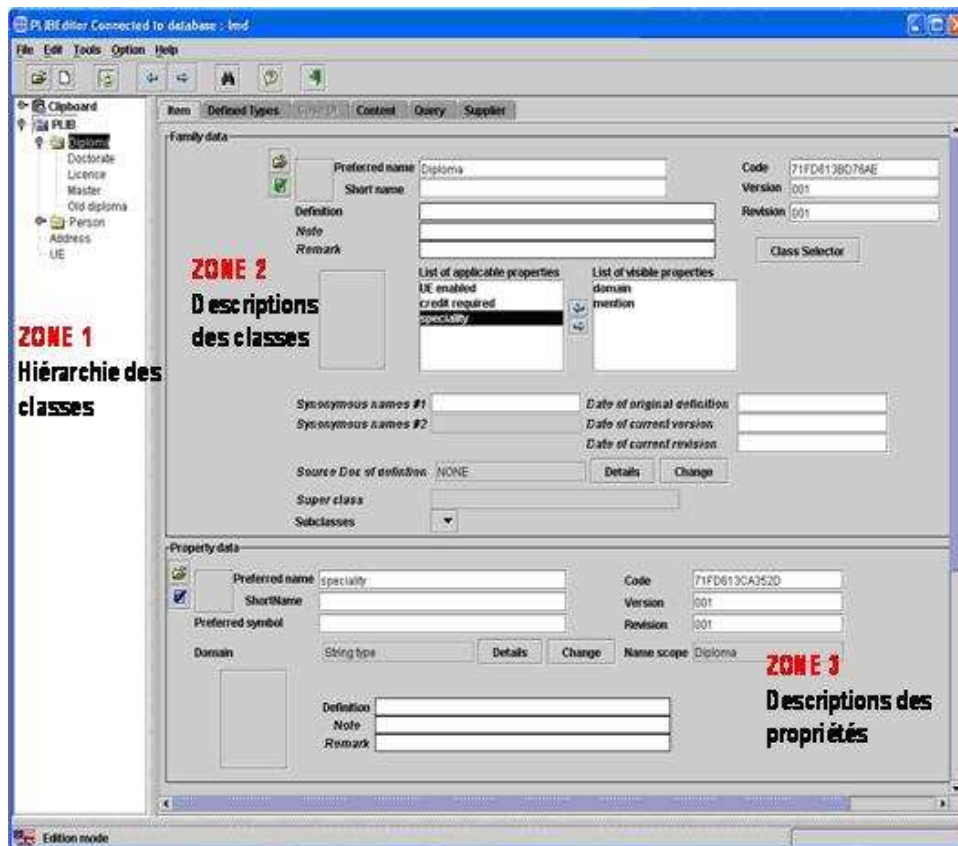 PLIBEditor Connected to database : lmd
File Edit Tools Option Help
Clipboard
PLIB
Diploma
Doctorate
Licence
Master
Old diploma
Person
Address
UE
ZONE 1
Hiérarchie des
classes
Item Defined Types Content Query Supplier
Family data
Preferred name Diploma
Short name
Code 71FD613BD76AE
Version 001
Revision 001
Definition
Note
Remark
Class Selector
ZONE 2
Descriptions
des classes
List of applicable properties
UE enabled
credit required
speciality
List of visible properties
domain
mention
Synonymous names #1
Synonymous names #2
Date of original definition
Date of current version
Date of current revision
Source Doc of definition NONE Details Change
Super class
Subclasses
Property data
Preferred name speciality
ShortName
Preferred symbol
Code 71FD613CA352D
Version 001
Revision 001
Domain String type Details Change Name scope Diploma
ZONE 3
Descriptions des
propriétés
Definition
Note
Remark
Edition mode